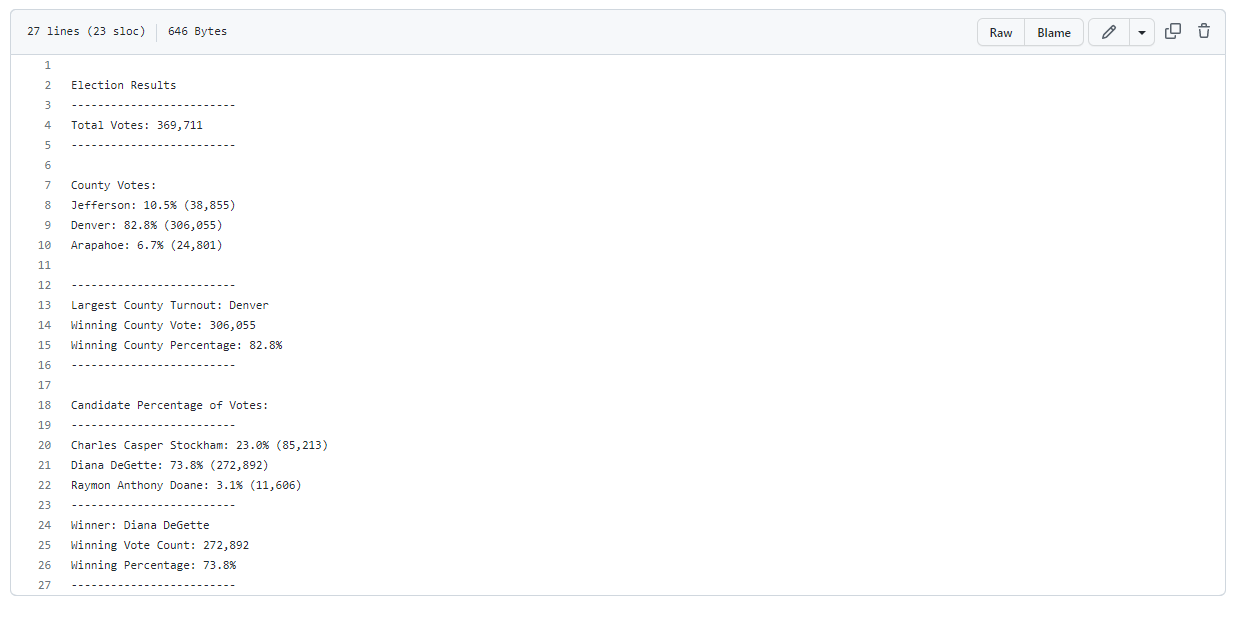 27 lines (23 sloc) 646 Bytes Raw Blame
1
2 Election Results
3 -------------------------
4 Total Votes: 369,711
5 -------------------------
6
7 County Votes:
8 Jefferson: 10.5% (38,855)
9 Denver: 82.8% (306,055)
10 Arapahoe: 6.7% (24,801)
11
12 -------------------------
13 Largest County Turnout: Denver
14 Winning County Vote: 306,055
15 Winning County Percentage: 82.8%
16 -------------------------
17
18 Candidate Percentage of Votes:
19 -------------------------
20 Charles Casper Stockham: 23.0% (85,213)
21 Diana DeGette: 73.8% (272,892)
22 Raymon Anthony Doane: 3.1% (11,606)
23 -------------------------
24 Winner: Diana DeGette
25 Winning Vote Count: 272,892
26 Winning Percentage: 73.8%
27 -------------------------